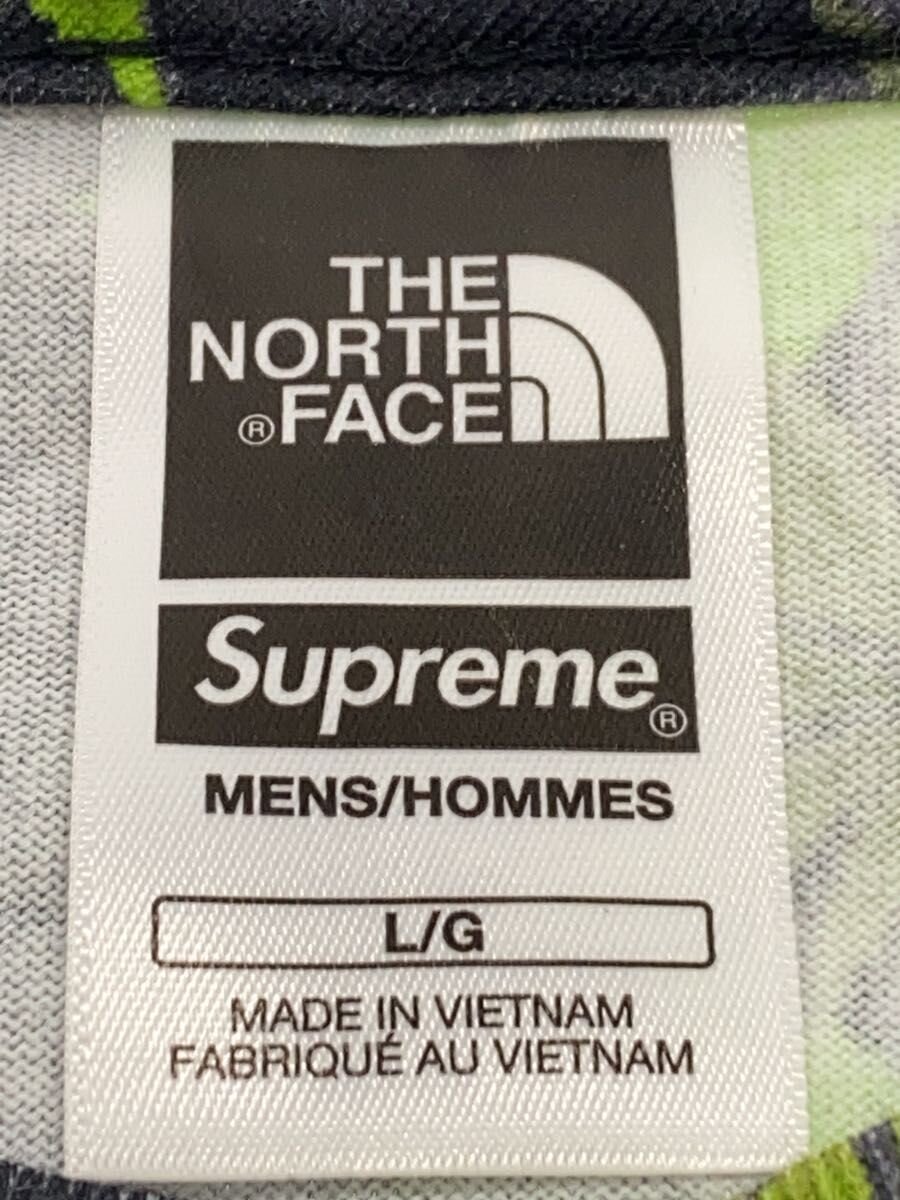 THE
NORTH
®FACE
Supreme®
MENS/HOMMES
L/G
MADE IN VIETNAM
FABRIQUÉ AU VIETNAM